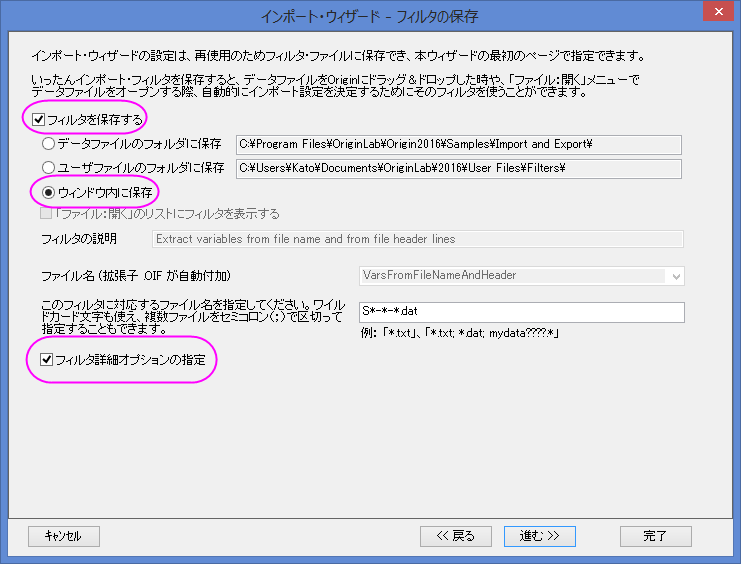 インポート・ウィザード - フィルタの保存
インポート・ウィザードの設定は、再使用のためフィルタ・ファイルに保存でき、本ウィザードの最初のページで指定できます。
いったんインポート・フィルタを保存すると、データファイルをOriginにドラッグ＆ドロップした時や、「ファイル：開く」メニューで
データファイルをオープンする際、自動的にインポート設定を決定するためにそのフィルタを使うことができます。
フィルタを保存する
データファイルのフォルダに保存 C:¥Program Files¥OriginLab¥Origin2016¥Samples¥Import and Export¥
ユーザファイルのフォルダに保存 C:¥Users¥Kato¥Documents¥OriginLab¥2016¥User Files¥Filters¥
ウィンドウ内に保存
「ファイル：開く」のリストにフィルタを表示する
フィルタの説明 Extract variables from file name and from file header lines
ファイル名 (拡張子 .OIF が自動付加) VarsFromFileNameAndHeader
このフィルタに対応するファイル名を指定してください。ワイル
ドカード文字も使え、複数ファイルをセミコロン(;)で区切って
指定することもできます。
S*-*-*.dat
例: 「*.txt」、「*.txt; *.dat; mydata????.*」
フィルタ詳細オプションの指定
キャンセル << 戻る 進む >> 完了